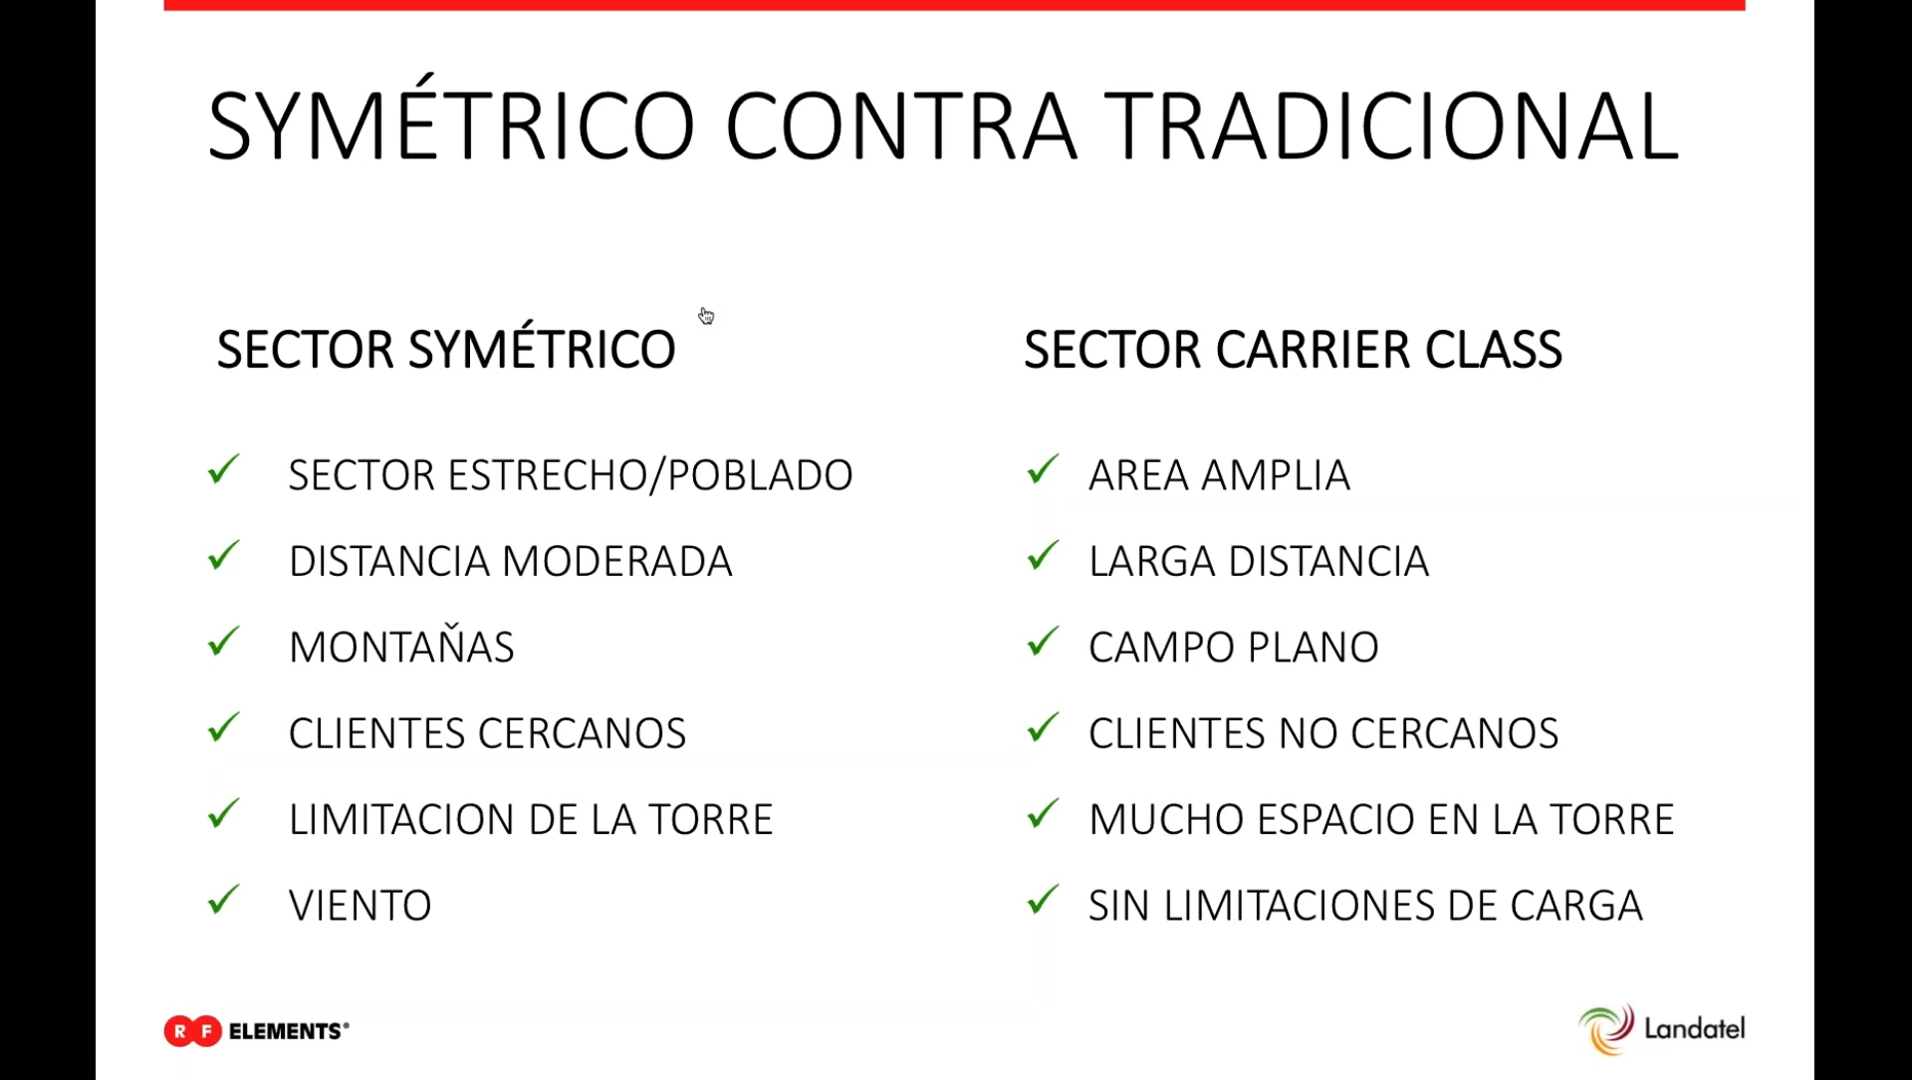 SYMÉTRICO CONTRA TRADICIONAL
SECTOR SYMÉTRICO
SECTOR ESTRECHO/POBLADO
DISTANCIA MODERADA
MONTAŇAS
CLIENTES CERCANOS
LIMITACION DE LA TORRE
VIENTO
SECTOR CARRIER CLASS
AREA AMPLIA
LARGA DISTANCIA
CAMPO PLANO
CLIENTES NO CERCANOS
MUCHO ESPACIO EN LA TORRE
SIN LIMITACIONES DE CARGA
RF ELEMENTS®
Landatel